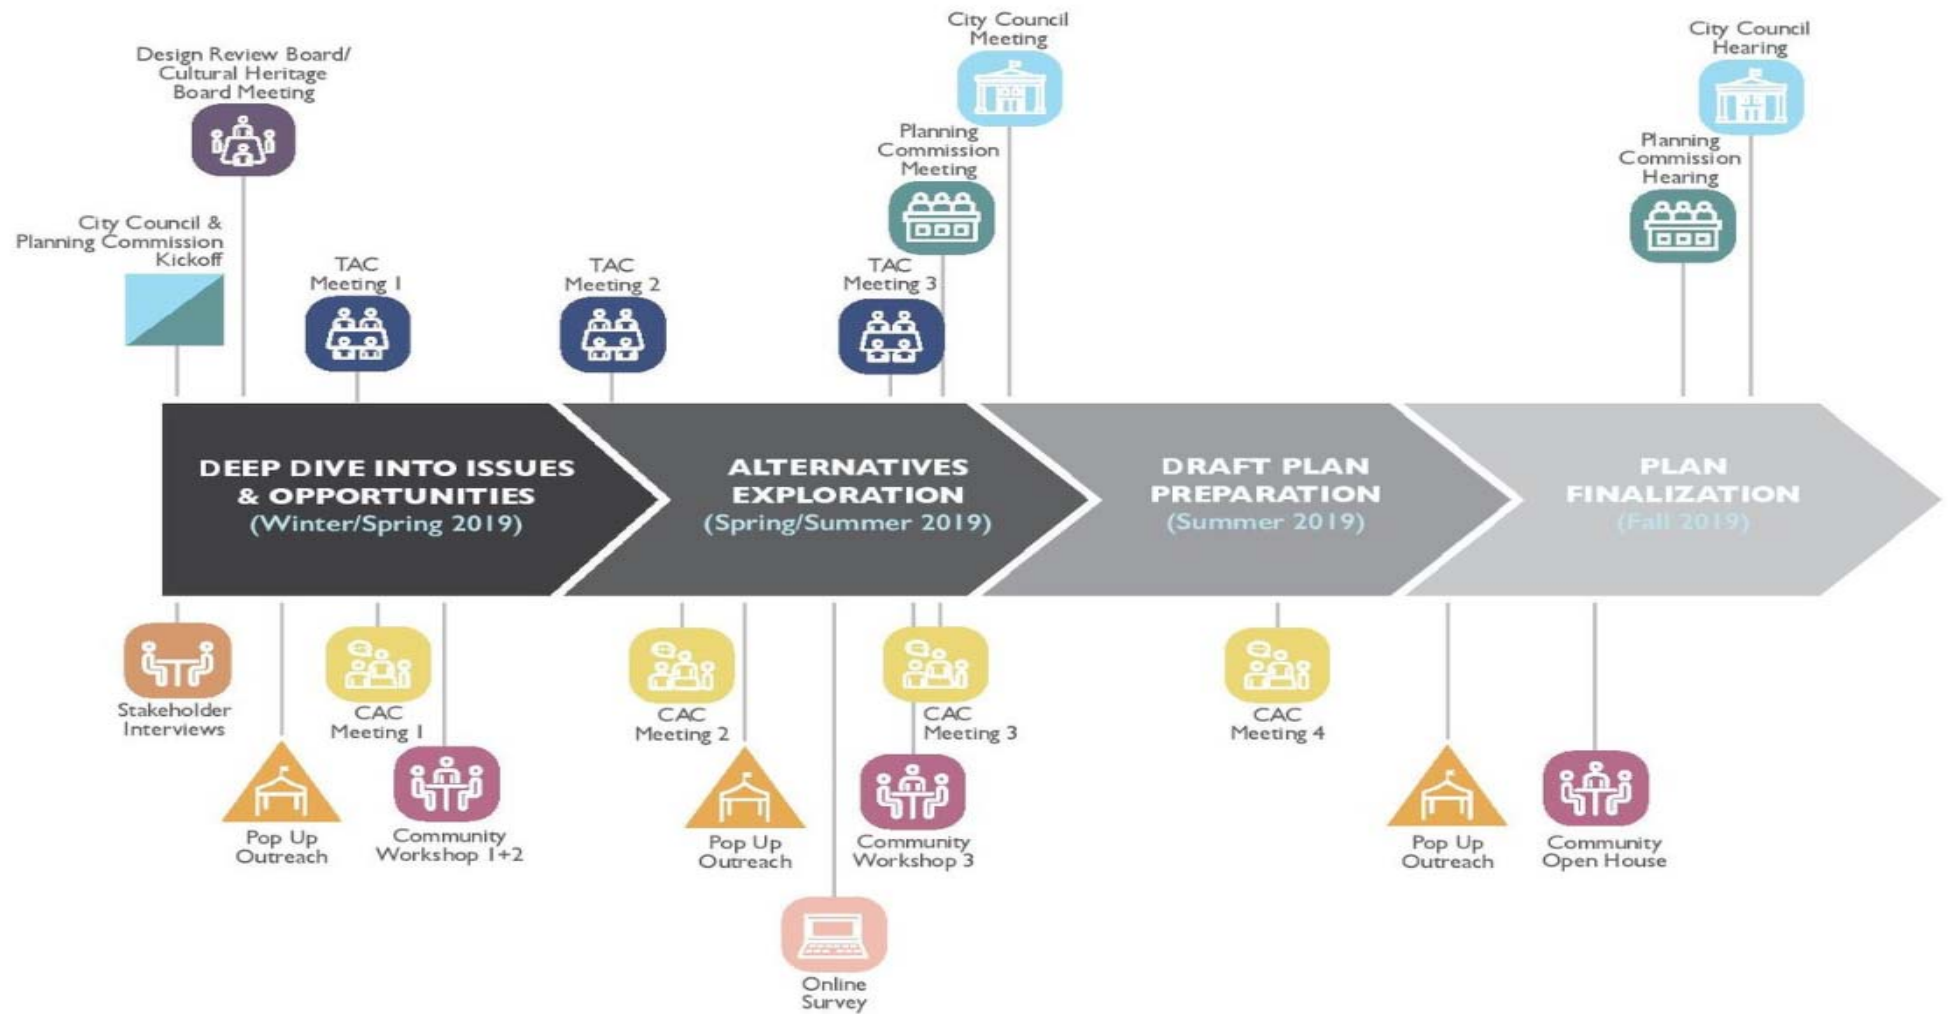 City Council
Meeting
City Council
Hearing
Design Review Board/
Cultural Heritage
Board Meeting
Planning
Commission
Meeting
Planning
Commission
Hearing
City Council &
Planning Commission
Kickoff
TAC
Meeting 1
TAC
Meeting 2
TAC
Meeting 3
DEEP DIVE INTO ISSUES
& OPPORTUNITIES
(Winter/Spring 2019)
ALTERNATIVES
EXPLORATION
(Spring/Summer 2019)
DRAFT PLAN
PREPARATION
(Summer 2019)
PLAN
FINALIZATION
(Fall 2019)
Stakeholder
Interviews
CAC
Meeting 1
CAC
Meeting 2
CAC
Meeting 3
CAC
Meeting 4
Pop Up
Outreach
Community
Workshop 1+2
Pop Up
Outreach
Community
Workshop 3
Pop Up
Outreach
Community
Open House
Online
Survey